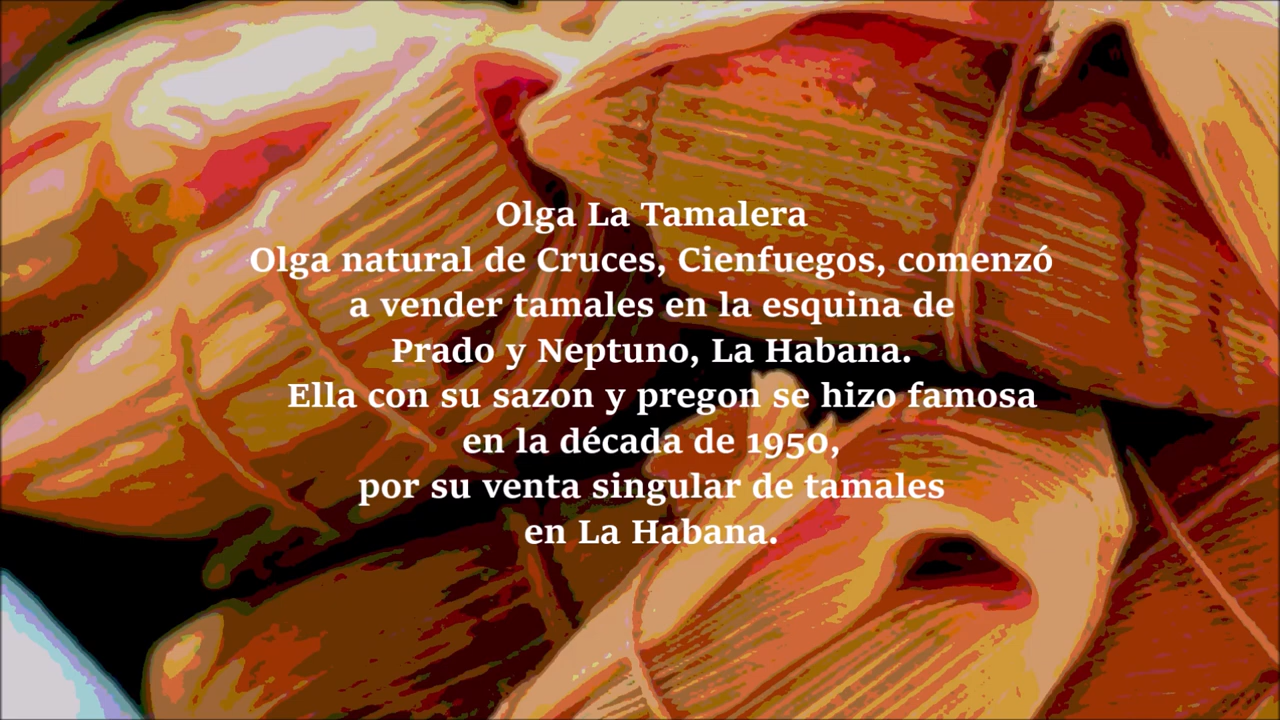 Olga La Tamalera
Olga natural de Cruces, Cienfuegos, comenzó
a vender tamales en la esquina de
Prado y Neptuno, La Habana.
Ella con su sazon y pregon se hizo famosa
en la década de 1950,
por su venta singular de tamales
en La Habana.